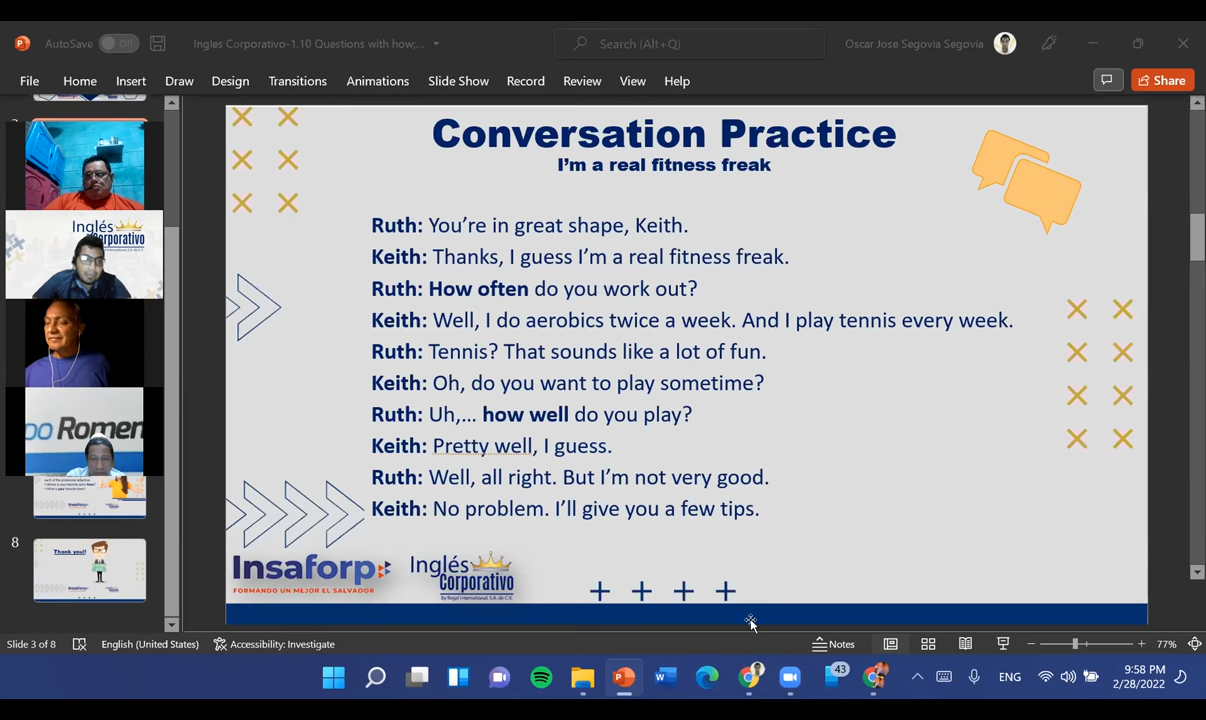 AutoSave Off Ingles Corporativo-1.10 Questions with how;... Search (Alt+Q) Oscar Jose Segovia Segovia
File Home Insert Draw Design Transitions Animations Slide Show Record Review View Help Share
Conversation Practice
I'm a real fitness freak
Ruth: You're in great shape, Keith.
Keith: Thanks, I guess I'm a real fitness freak.
Ruth: How often do you work out?
Keith: Well, I do aerobics twice a week. And I play tennis every week.
Ruth: Tennis? That sounds like a lot of fun.
Keith: Oh, do you want to play sometime?
Ruth: Uh,... how well do you play?
Keith: Pretty well, I guess.
Ruth: Well, all right. But I'm not very good.
Keith: No problem. I'll give you a few tips.
Insaforp
FORMANDO UN MEJOR EL SALVADOR
Inglés
Corporativo
By Regal International, S.A. de C.V.
Inglés
Corporativo
Romen
8
Thank you!!
Slide 3 of 8 English (United States) Accessibility: Investigate Notes 77%
43 ENG 9:58 PM
2/28/2022